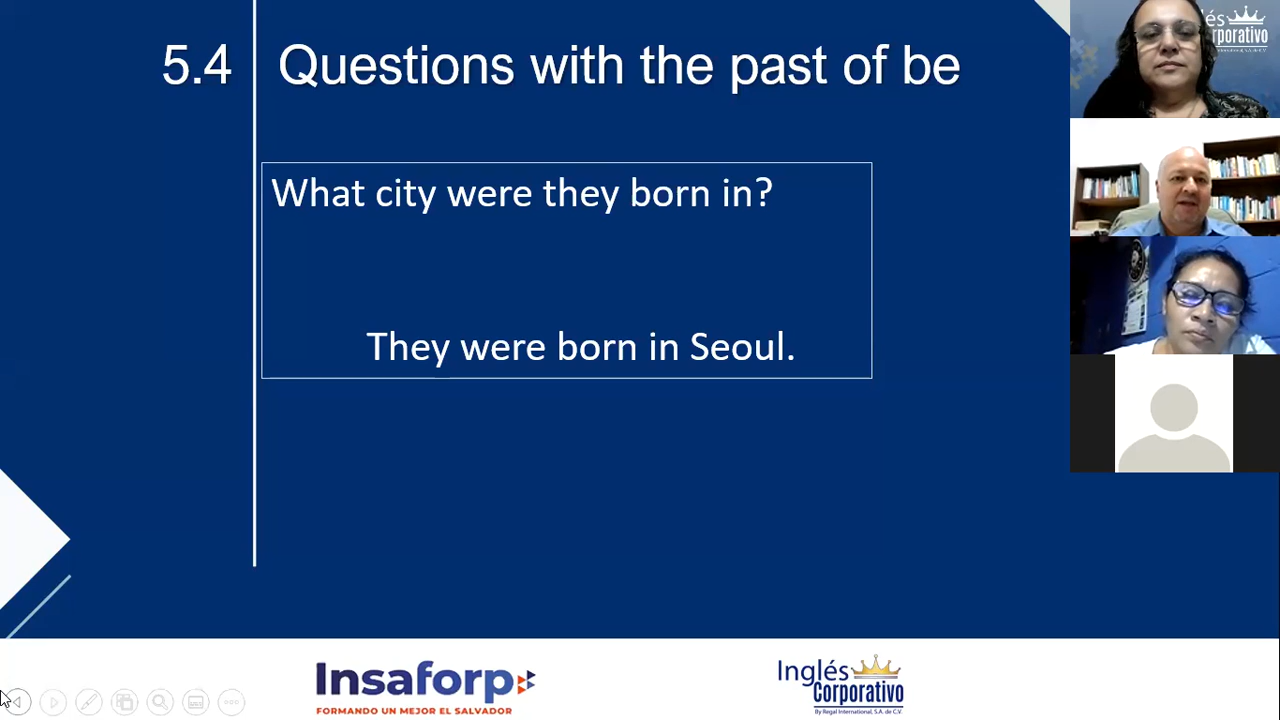 5.4 Questions with the past of be
What city were they born in?
They were born in Seoul.
Insaforp
FORMANDO UN MEJOR EL SALVADOR
Inglés
Corporativo
By Regal International, S.A. de C.V.